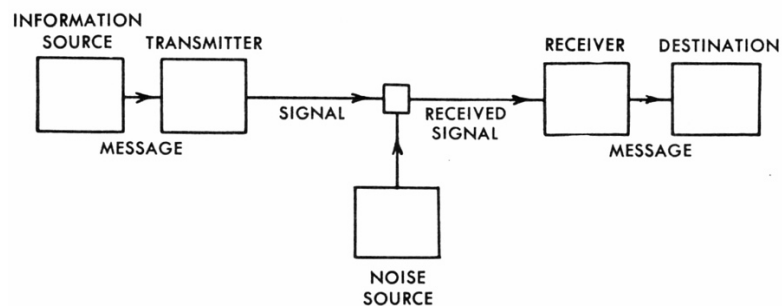 INFORMATION
SOURCE
TRANSMITTER
RECEIVER
DESTINATION
SIGNAL
RECEIVED
SIGNAL
MESSAGE
MESSAGE
NOISE
SOURCE